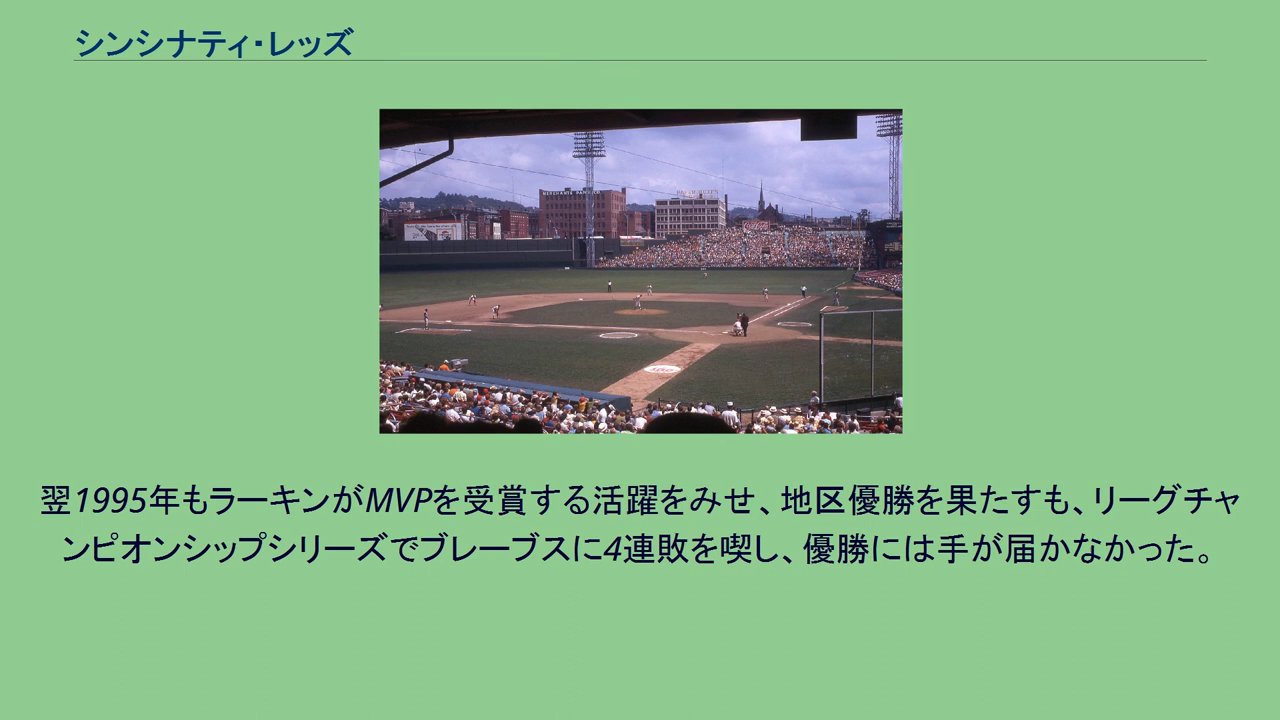 シンシナティ・レッズ
MERCHANTS PAPER CO.
翌1995年もラーキンがMVPを受賞する活躍をみせ、地区優勝を果たすも、リーグチャ
ンピオンシップシリーズでブレーブスに4連敗を喫し、優勝には手が届かなかった。